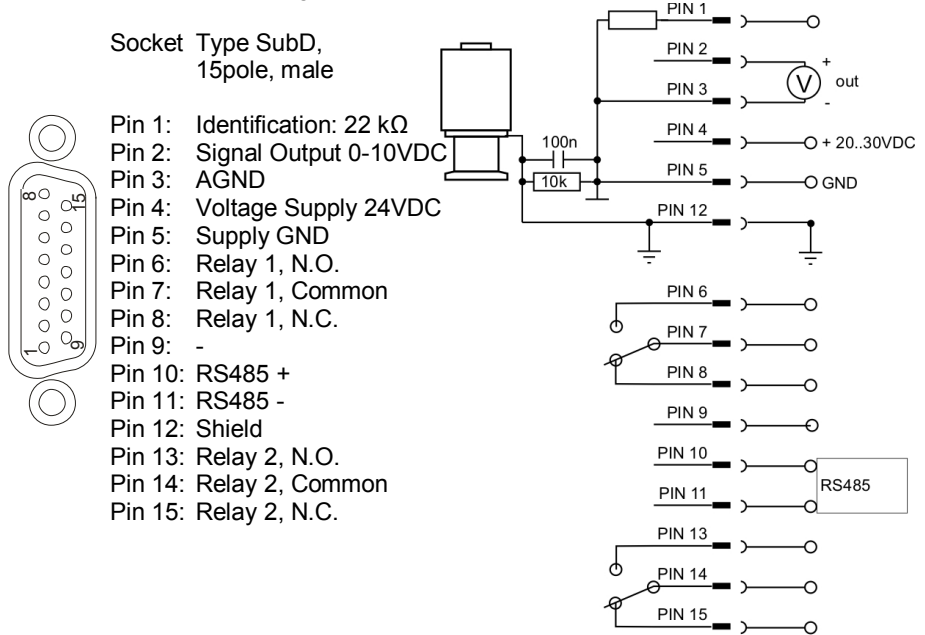 Socket Type SubD,
15pole, male
Pin 1: Identification: 22 kΩ
Pin 2: Signal Output 0-10VDC
Pin 3: AGND
Pin 4: Voltage Supply 24VDC
Pin 5: Supply GND
Pin 6: Relay 1, N.O.
Pin 7: Relay 1, Common
Pin 8: Relay 1, N.C.
Pin 9: -
Pin 10: RS485 +
Pin 11: RS485 -
Pin 12: Shield
Pin 13: Relay 2, N.O.
Pin 14: Relay 2, Common
Pin 15: Relay 2, N.C.
8
15
1
9
100n
10k
PIN 1
PIN 2
+
V out
PIN 3
-
PIN 4
+ 20..30VDC
PIN 5
GND
PIN 12
PIN 6
PIN 7
PIN 8
PIN 9
PIN 10
RS485
PIN 11
PIN 13
PIN 14
PIN 15